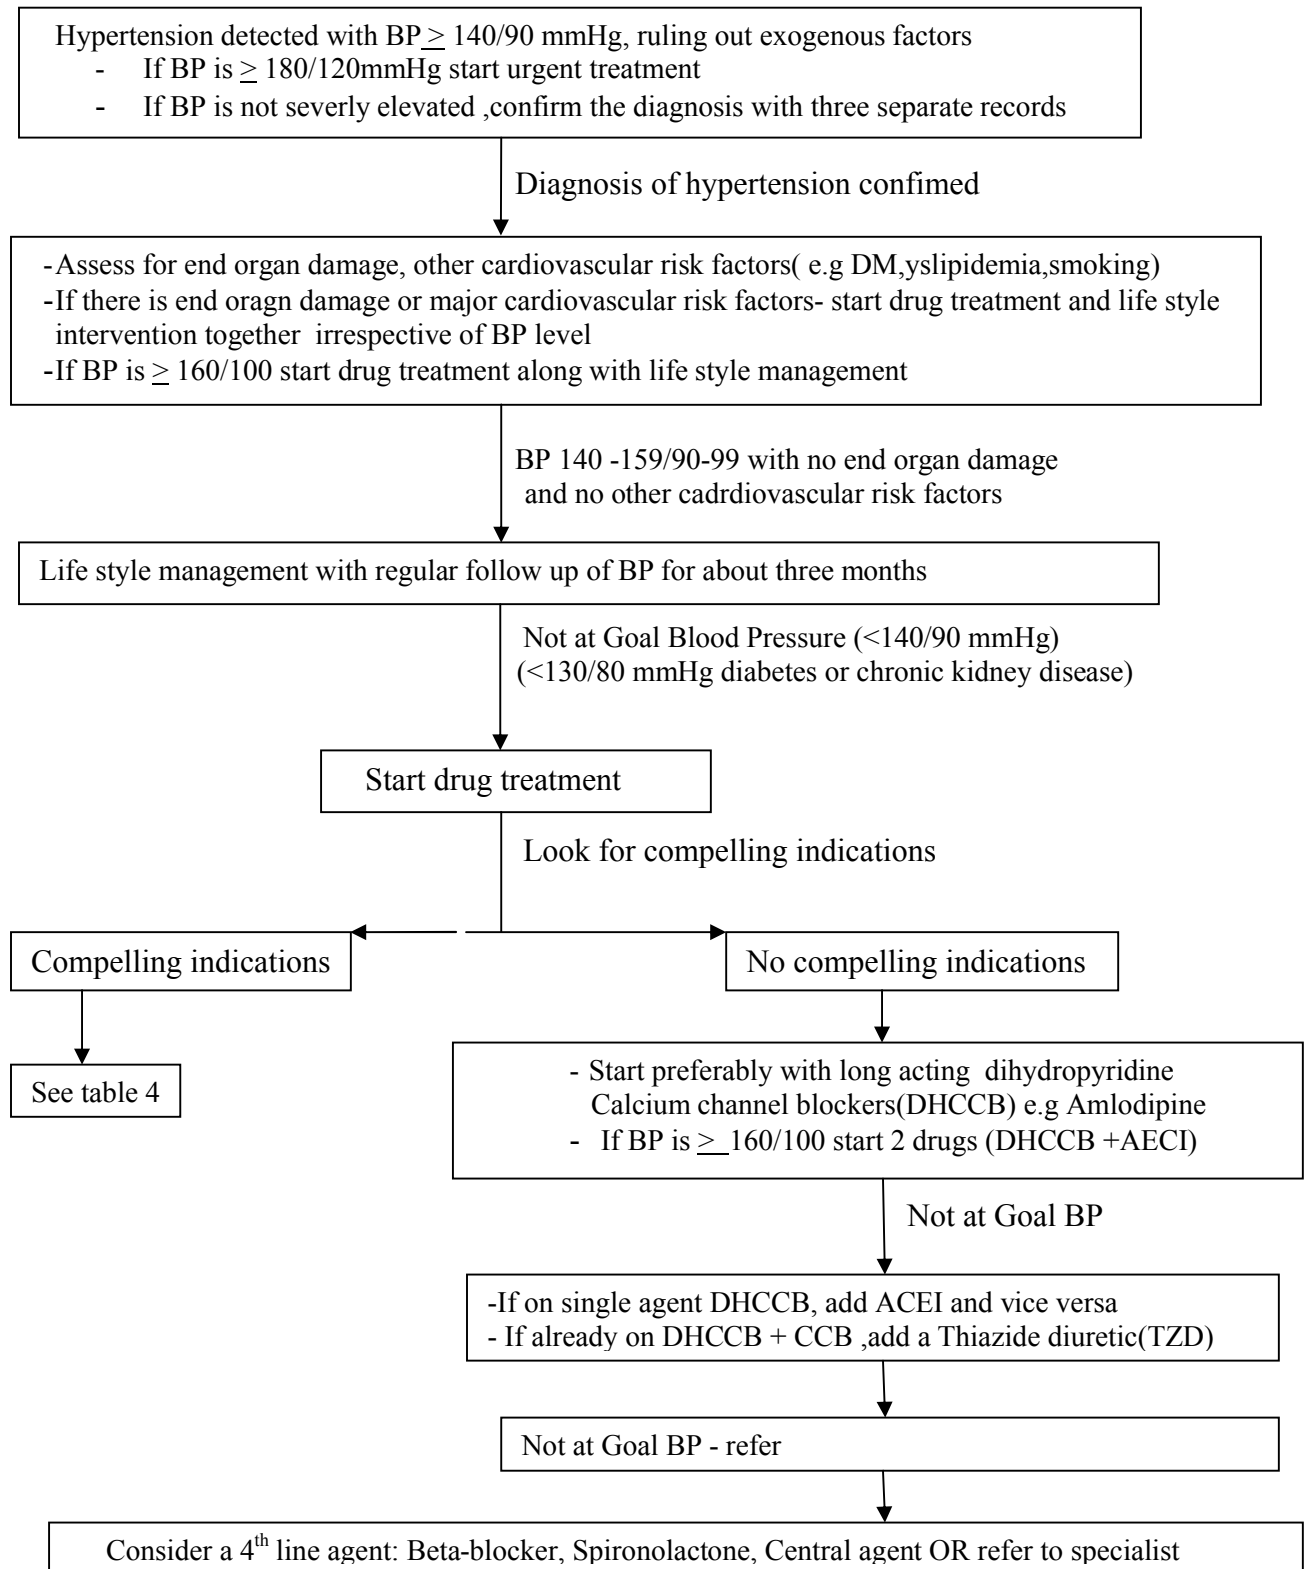 Hypertension detected with BP ≥ 140/90 mmHg, ruling out exogenous factors
- If BP is ≥ 180/120mmHg start urgent treatment
- If BP is not severly elevated ,confirm the diagnosis with three separate records
Diagnosis of hypertension confimed
-Assess for end organ damage, other cardiovascular risk factors( e.g DM,yslipidemia,smoking)
-If there is end oragn damage or major cardiovascular risk factors- start drug treatment and life style
intervention together irrespective of BP level
-If BP is ≥ 160/100 start drug treatment along with life style management
BP 140 -159/90-99 with no end organ damage
and no other cadrdiovascular risk factors
Life style management with regular follow up of BP for about three months
Not at Goal Blood Pressure (<140/90 mmHg)
(<130/80 mmHg diabetes or chronic kidney disease)
Start drug treatment
Look for compelling indications
Compelling indications
No compelling indications
See table 4
- Start preferably with long acting dihydropyridine
Calcium channel blockers(DHCCB) e.g Amlodipine
- If BP is ≥ 160/100 start 2 drugs (DHCCB +AECI)
Not at Goal BP
-If on single agent DHCCB, add ACEI and vice versa
- If already on DHCCB + CCB ,add a Thiazide diuretic(TZD)
Not at Goal BP - refer
Consider a 4th line agent: Beta-blocker, Spironolactone, Central agent OR refer to specialist